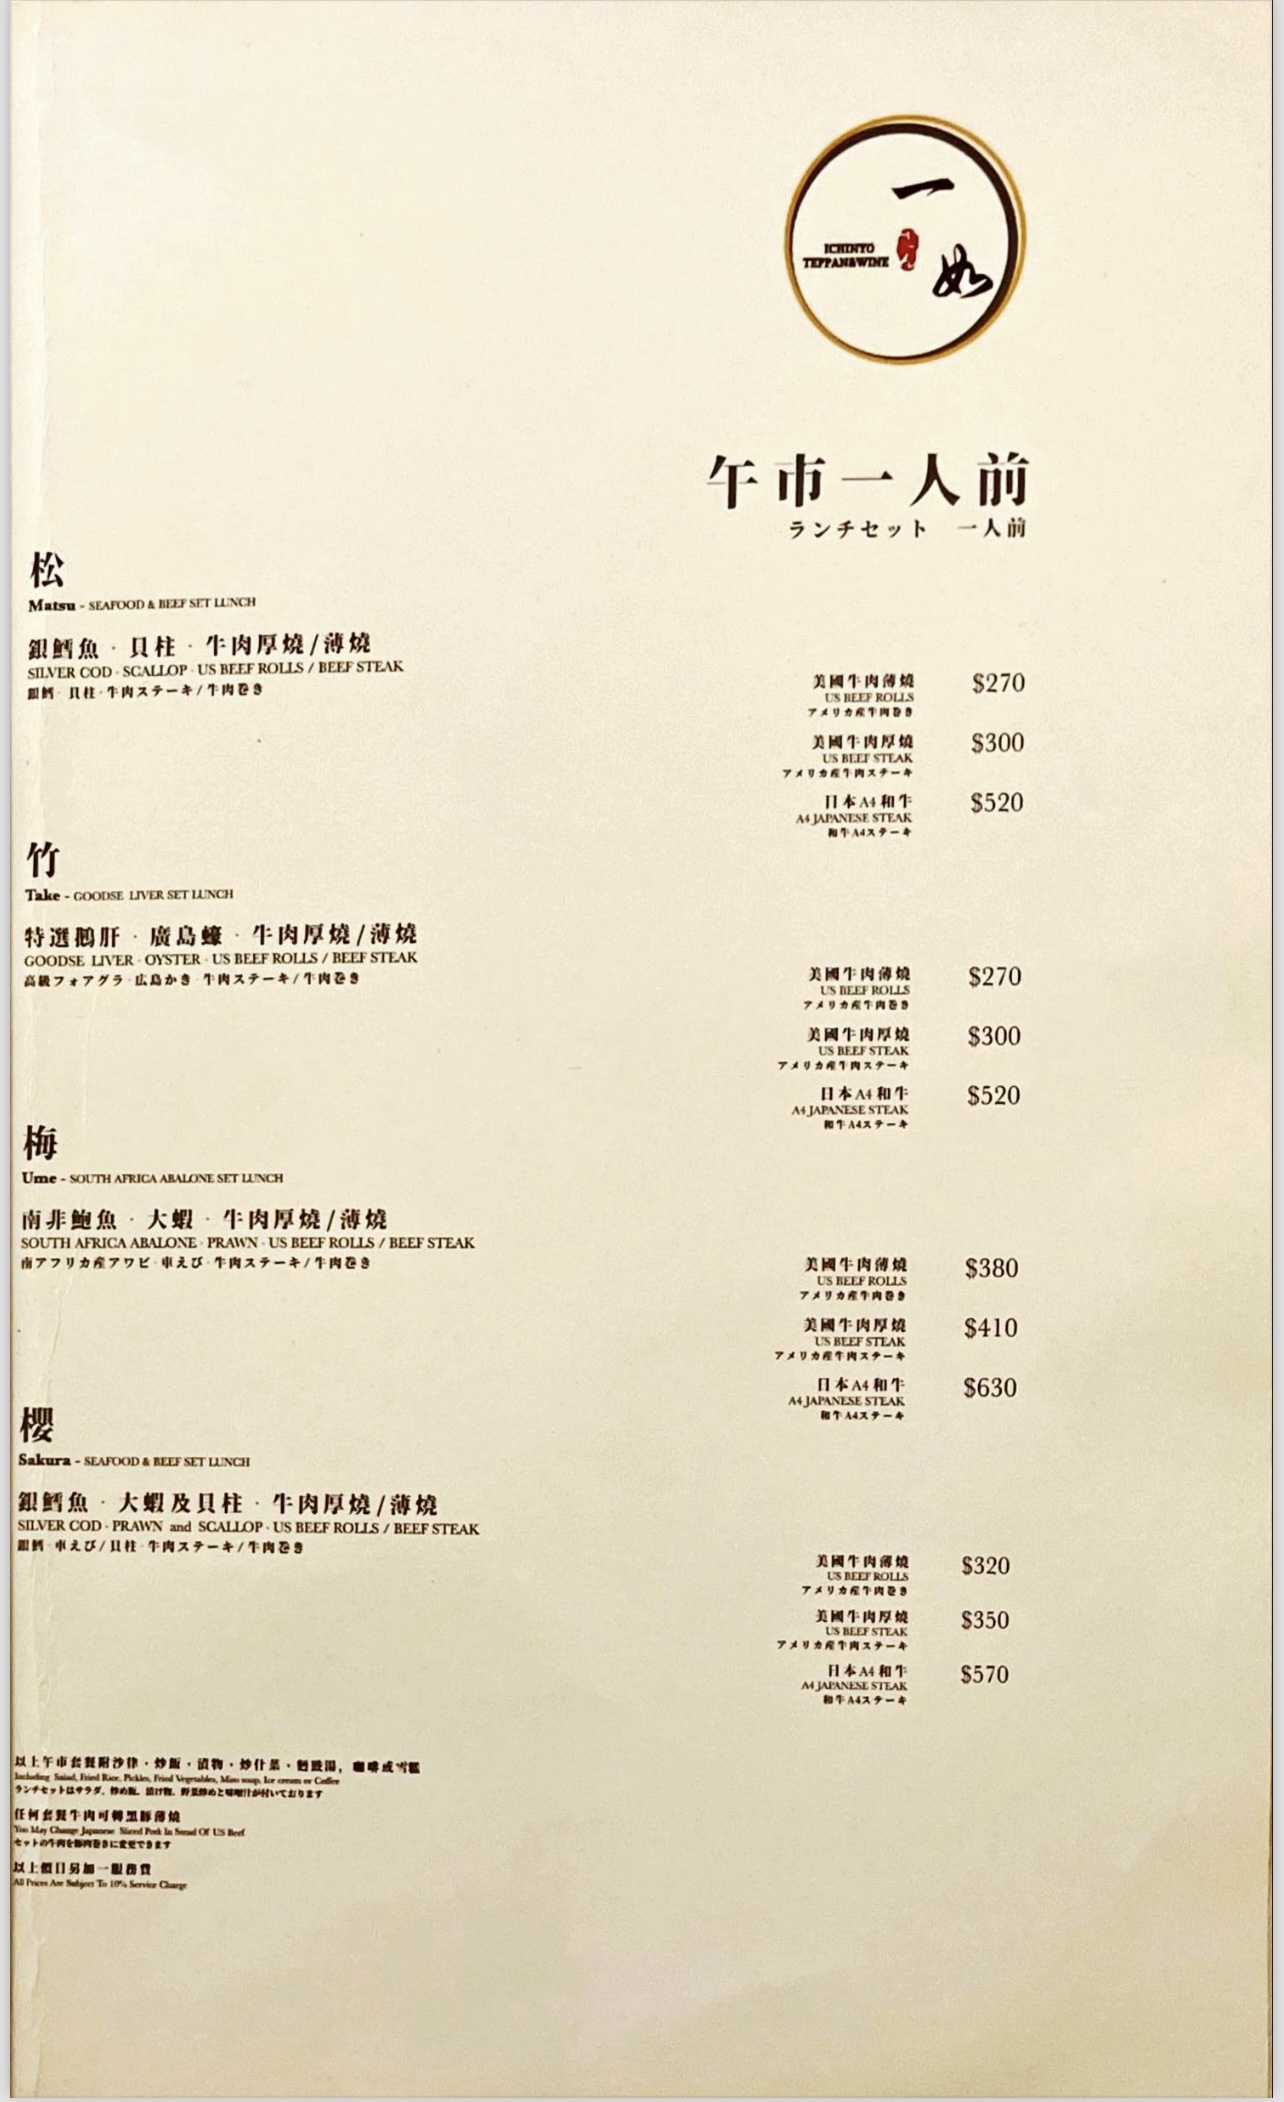 一如
ICHINYO
TEPPAN&WINE
午市一人前
ランチセット 一人前
松
Matsu - SEAFOOD & BEEF SET LUNCH
銀鱈魚 · 貝柱 · 牛肉厚燒/薄燒
SILVER COD · SCALLOP · US BEEF ROLLS / BEEF STEAK
銀鱈 · 貝柱 · 牛肉ステーキ/牛肉巻き
美國牛肉薄燒 $270
US BEEF ROLLS
アメリカ産牛肉巻き
美國牛肉厚燒 $300
US BEEF STEAK
アメリカ産牛肉ステーキ
日本A4和牛 $520
A4 JAPANESE STEAK
和牛A4ステーキ
竹
Take - GOODSE LIVER SET LUNCH
特選鵝肝 · 廣島蠔 · 牛肉厚燒/薄燒
GOODSE LIVER · OYSTER · US BEEF ROLLS / BEEF STEAK
高級フォアグラ · 広島かき · 牛肉ステーキ/牛肉巻き
美國牛肉薄燒 $270
US BEEF ROLLS
アメリカ産牛肉巻き
美國牛肉厚燒 $300
US BEEF STEAK
アメリカ産牛肉ステーキ
日本A4和牛 $520
A4 JAPANESE STEAK
和牛A4ステーキ
梅
Ume - SOUTH AFRICA ABALONE SET LUNCH
南非鮑魚 · 大蝦 · 牛肉厚燒/薄燒
SOUTH AFRICA ABALONE · PRAWN · US BEEF ROLLS / BEEF STEAK
南アフリカ産アワビ · 車えび · 牛肉ステーキ/牛肉巻き
美國牛肉薄燒 $380
US BEEF ROLLS
アメリカ産牛肉巻き
美國牛肉厚燒 $410
US BEEF STEAK
アメリカ産牛肉ステーキ
日本A4和牛 $630
A4 JAPANESE STEAK
和牛A4ステーキ
櫻
Sakura - SEAFOOD & BEEF SET LUNCH
銀鱈魚 · 大蝦及貝柱 · 牛肉厚燒/薄燒
SILVER COD · PRAWN and SCALLOP · US BEEF ROLLS / BEEF STEAK
銀鱈 · 車えび/貝柱 · 牛肉ステーキ/牛肉巻き
美國牛肉薄燒 $320
US BEEF ROLLS
アメリカ産牛肉巻き
美國牛肉厚燒 $350
US BEEF STEAK
アメリカ産牛肉ステーキ
日本A4和牛 $570
A4 JAPANESE STEAK
和牛A4ステーキ
以上午市套餐附沙律·炒飯·漬物·炒什菜·麵豉湯，咖啡或雪糕
Including Salad, Fried Rice, Pickles, Fried Vegetables, Miso soup, Ice cream or Coffee
ランチセットはサラダ、炒め飯、漬け物、野菜炒めと味噌汁が付いております
任何套餐牛肉可轉黑豚薄燒
You May Change Japanese Sliced Pork In Stead Of US Beef
セットの牛肉を豚肉巻きに変更できます
以上價目另加一服務費
All Prices Are Subject To 10% Service Charge